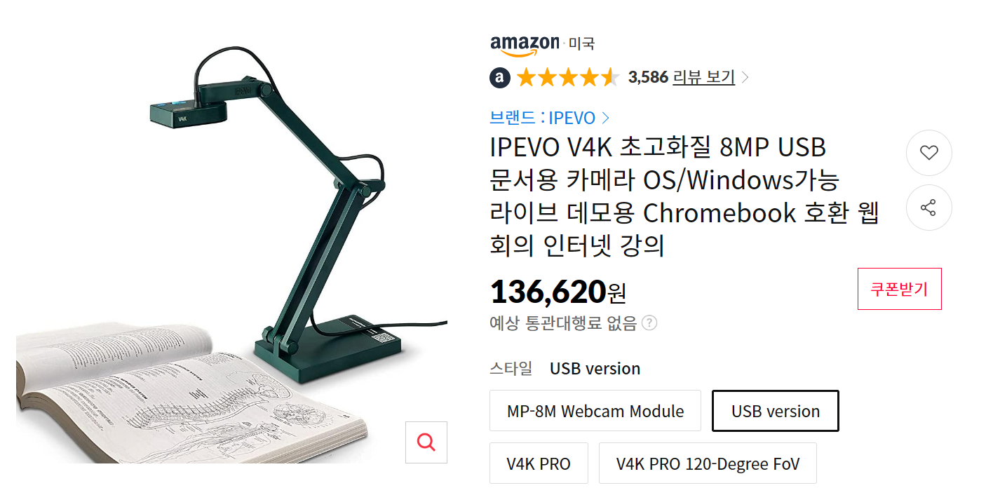 amazon · 미국
a 3,586 리뷰 보기 >
브랜드 : IPEVO >
IPEVO V4K 초고화질 8MP USB
문서용 카메라 OS/Windows가능
라이브 데모용 Chromebook 호환 웹
회의 인터넷 강의
136,620원
쿠폰받기
예상 통관대행료 없음 ?
스타일 USB version
MP-8M Webcam Module
USB version
V4K PRO
V4K PRO 120-Degree FoV
IPEVO
V4K